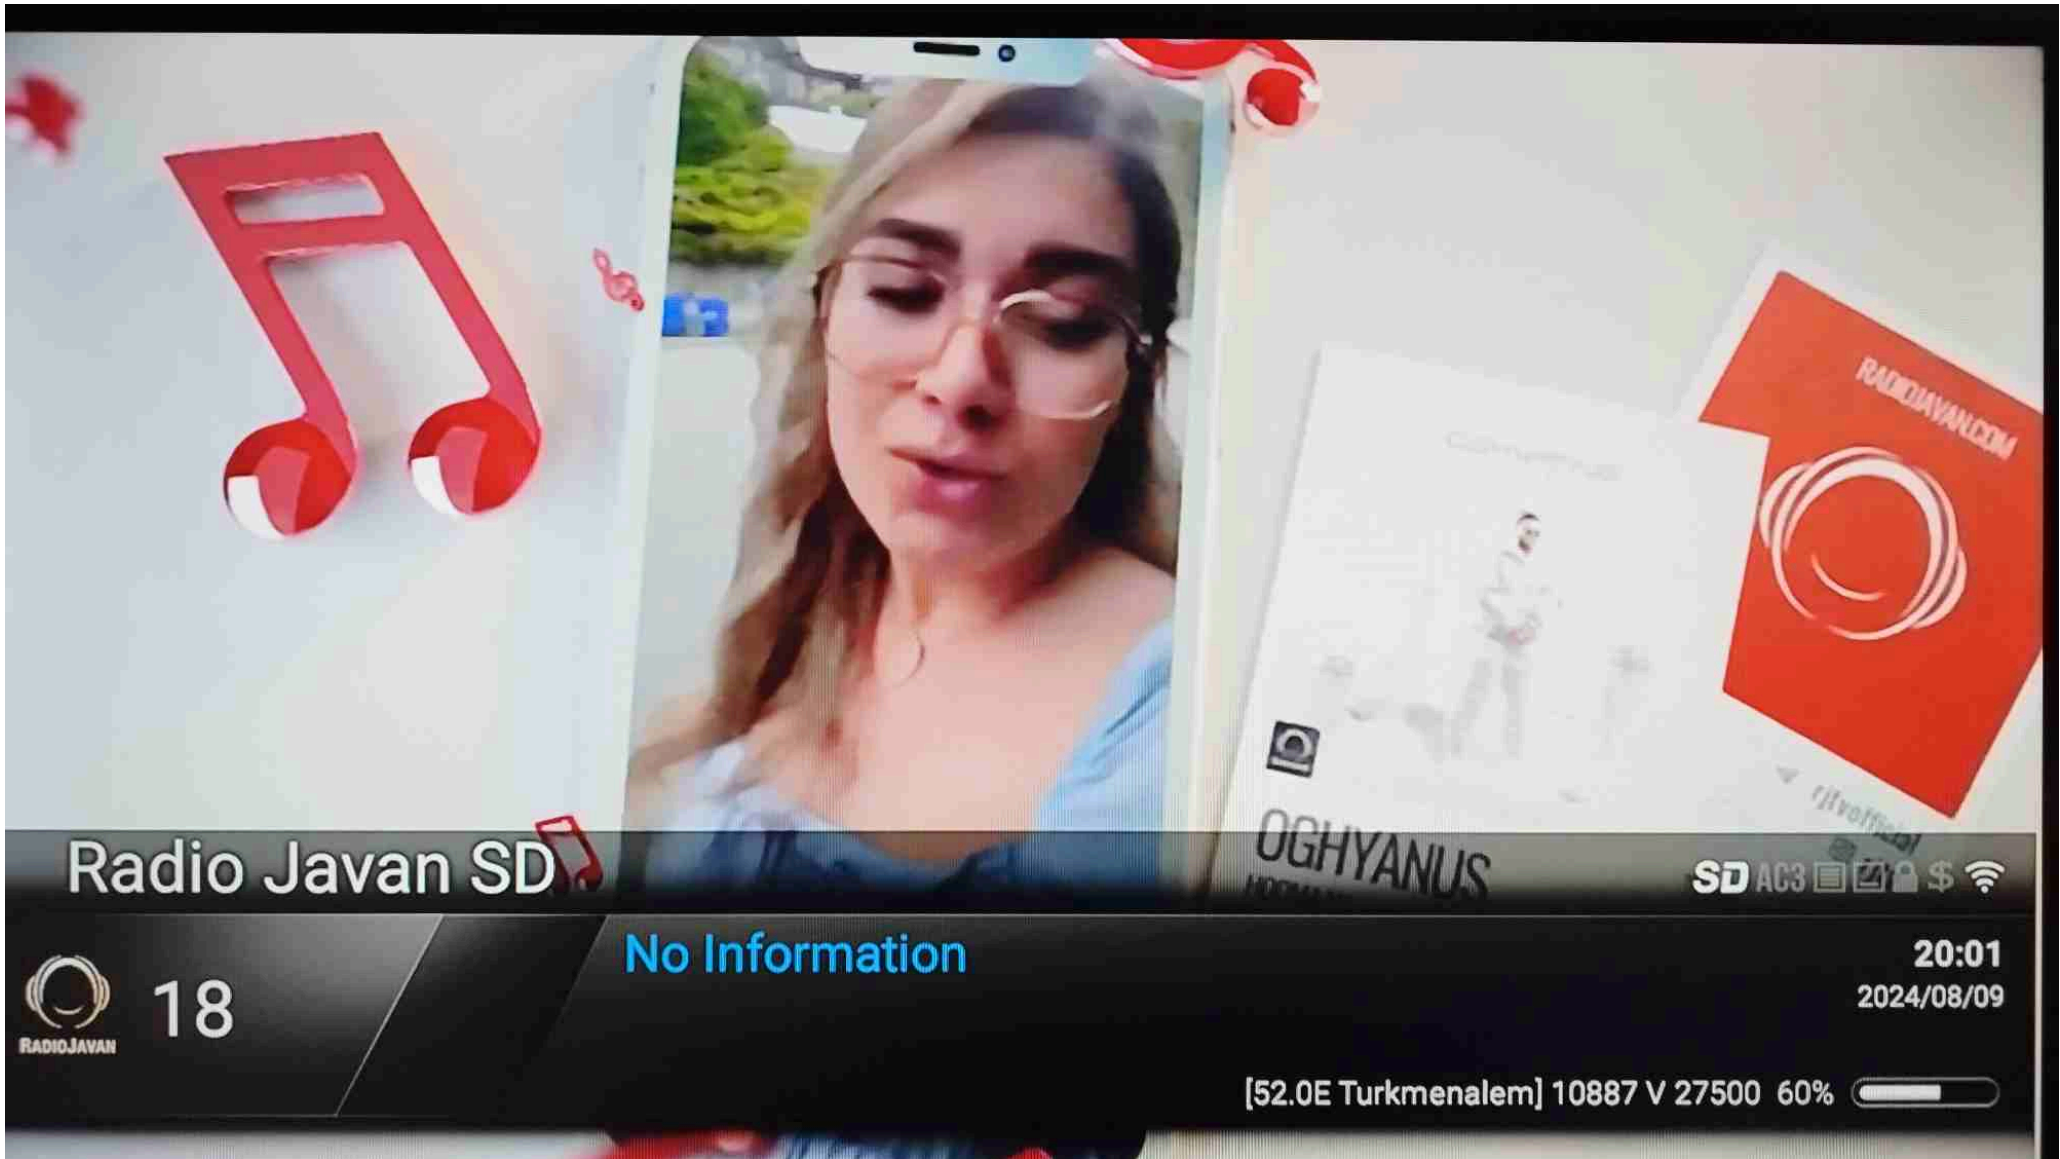 RADIOJAVAN.COM
rjtvofficial
OGHYANUS
Radio Javan SD
SD AC3 $
No Information
20:01
2024/08/09
18
RADIOJAVAN
[52.0E Turkmenalem] 10887 V 27500 60%